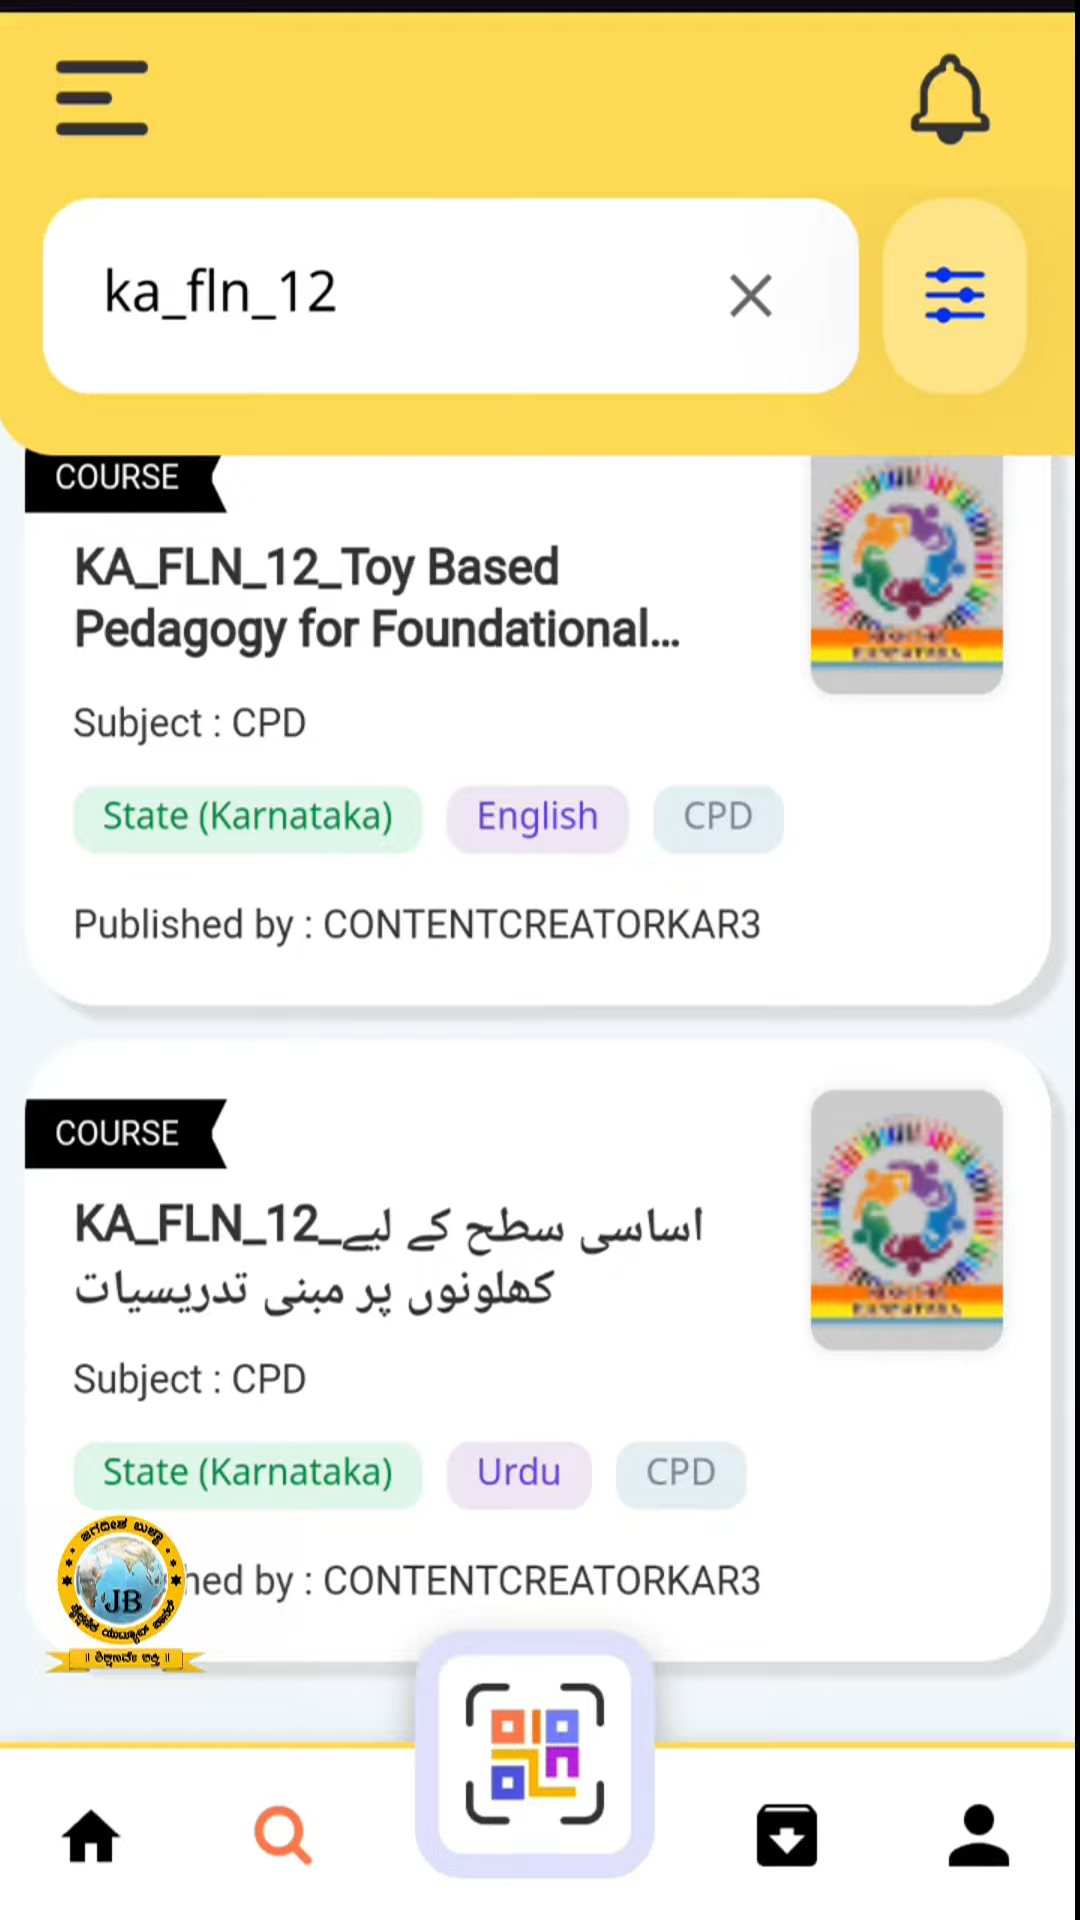 ka_fln_12
COURSE
KA_FLN_12_Toy Based
Pedagogy for Foundational...
Subject : CPD
State (Karnataka) English CPD
Published by : CONTENTCREATORKAR3
COURSE
KA_FLN_12_اساسی سطح کے لیے
کھلونوں پر مبنی تدریسیات
Subject : CPD
State (Karnataka) Urdu CPD
hed by : CONTENTCREATORKAR3
JB